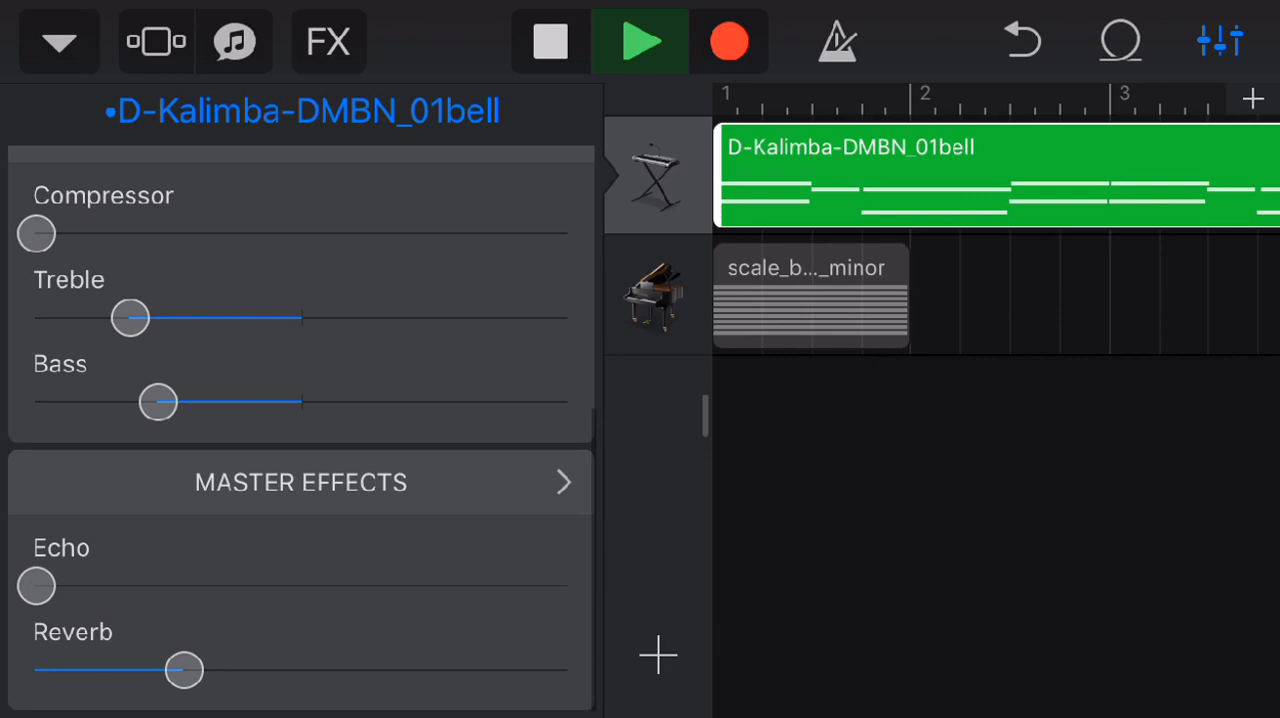 FX
•D-Kalimba-DMBN_01bell
1
2
3
D-Kalimba-DMBN_01bell
scale_b..._minor
Compressor
Treble
Bass
MASTER EFFECTS
Echo
Reverb